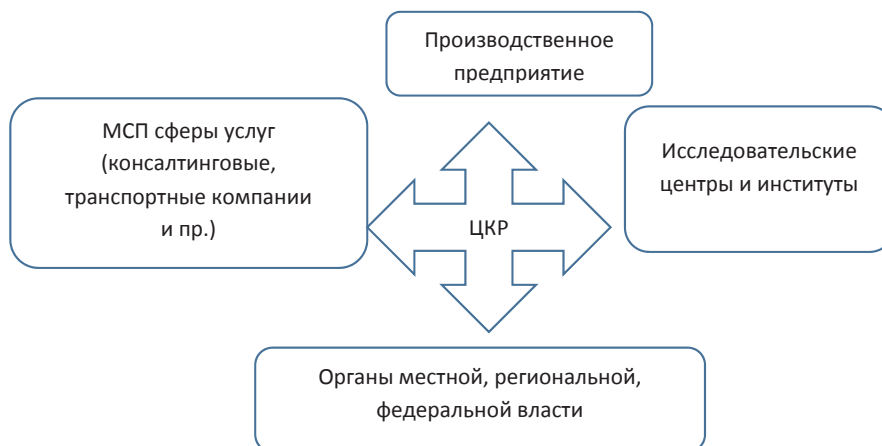 Производственное
предприятие
МСП сферы услуг
(консалтинговые,
транспортные компании
и пр.)
Исследовательские
центры и институты
ЦКР
Органы местной, региональной,
федеральной власти